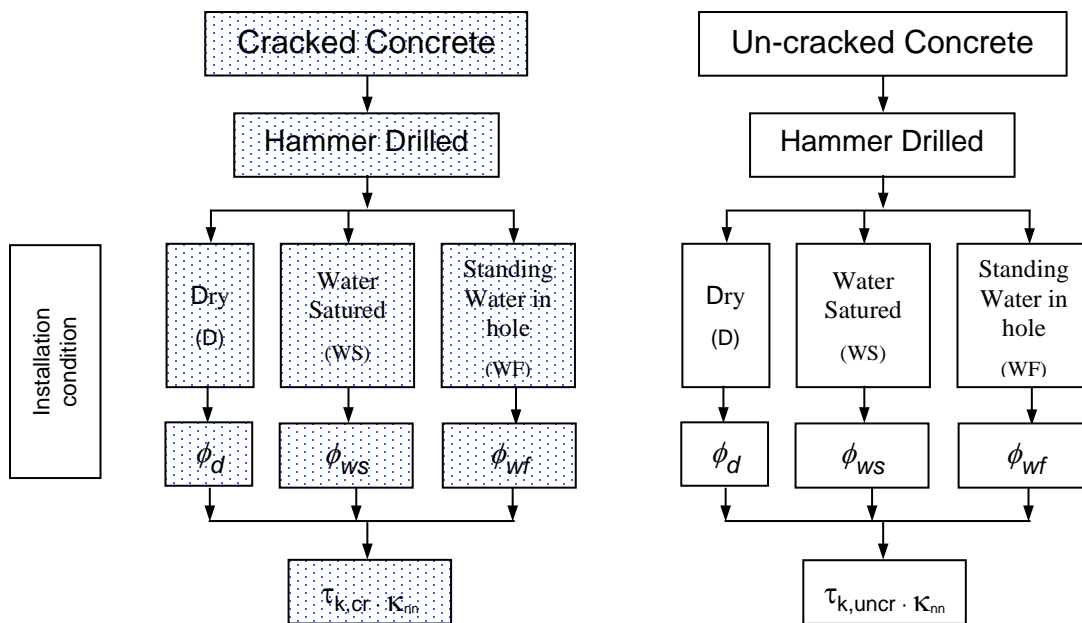 Cracked Concrete
Un-cracked Concrete
Hammer Drilled
Hammer Drilled
Installation
condition
Dry
(D)
Water
Satured
(WS)
Standing
Water in
hole
(WF)
Dry
(D)
Water
Satured
(WS)
Standing
Water in
hole
(WF)
ϕd
ϕws
ϕwf
ϕd
ϕws
ϕwf
τk,cr · κnn
τk,uncr · κnn